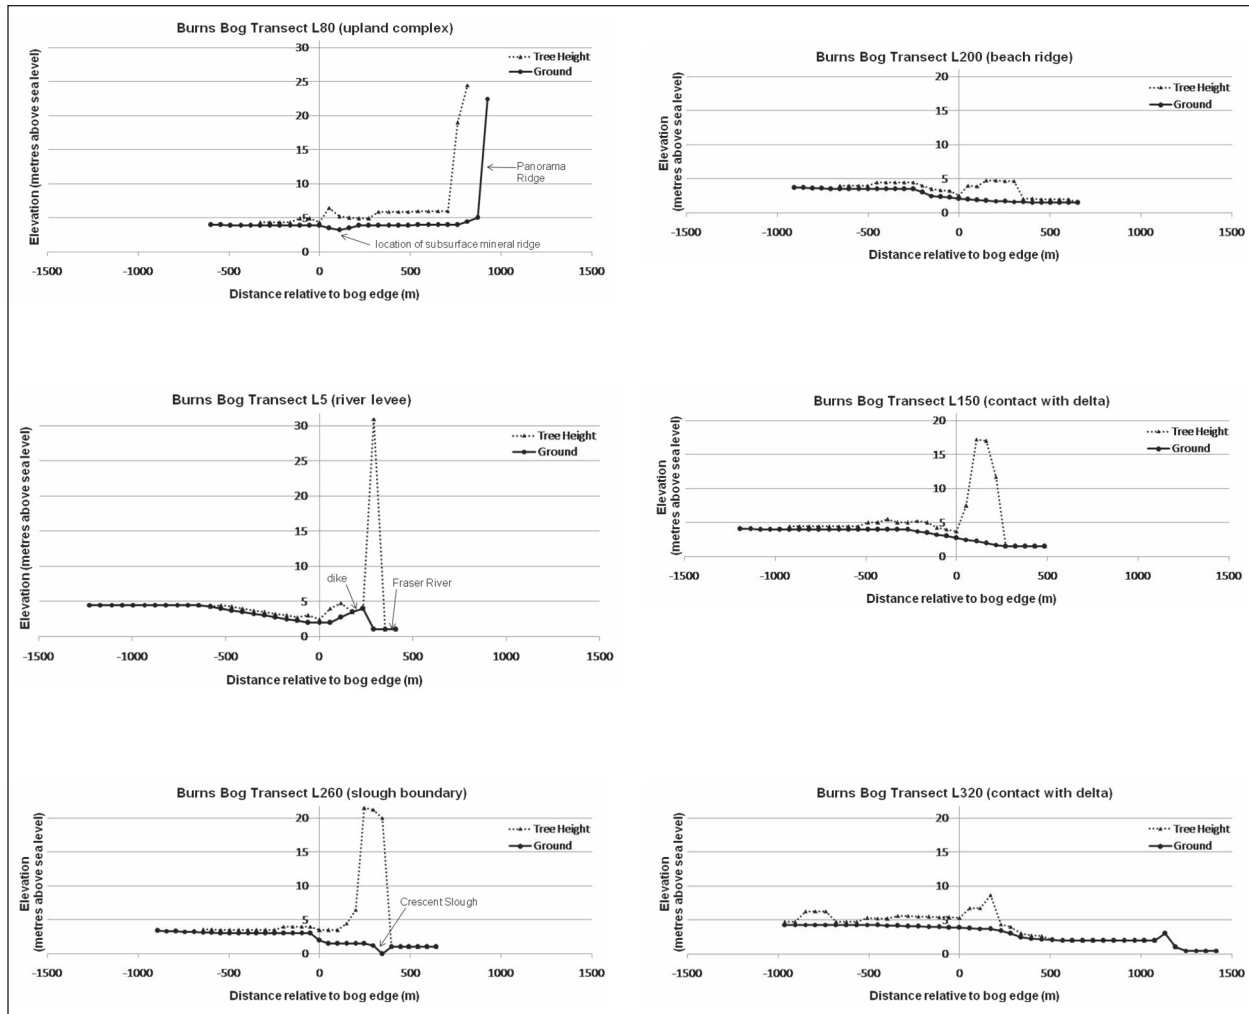 Burns Bog Transect L80 (upland complex)
Elevation (metres above sea level)
30
25
20
15
10
5
0
Tree Height
Ground
Panorama
Ridge
location of subsurface mineral ridge
-1500
-1000
-500
0
500
1000
1500
Distance relative to bog edge (m)
Burns Bog Transect L200 (beach ridge)
Elevation
(metres above sea level)
20
15
10
5
0
Tree Height
Ground
-1500
-1000
-500
0
500
1000
1500
Distance relative to bog edge (m)
Burns Bog Transect L5 (river levee)
Elevation
(metres above sea level)
30
25
20
15
10
5
0
Tree Height
Ground
dike
Fraser River
-1500
-1000
-500
0
500
1000
1500
Distance relative to bog edge (m)
Burns Bog Transect L150 (contact with delta)
Elevation
(metres above sea level)
20
15
10
5
0
Tree Height
Ground
-1500
-1000
-500
0
500
1000
1500
Distance relative to bog edge (m)
Burns Bog Transect L260 (slough boundary)
Elevation
(metres above sea level)
20
15
10
5
0
Tree Height
Ground
Crescent Slough
-1500
-1000
-500
0
500
1000
1500
Distance relative to bog edge (m)
Burns Bog Transect L320 (contact with delta)
Elevation
(metres above sea level)
20
15
10
5
0
Tree Height
Ground
-1500
-1000
-500
0
500
1000
1500
Distance relative to bog edge (m)